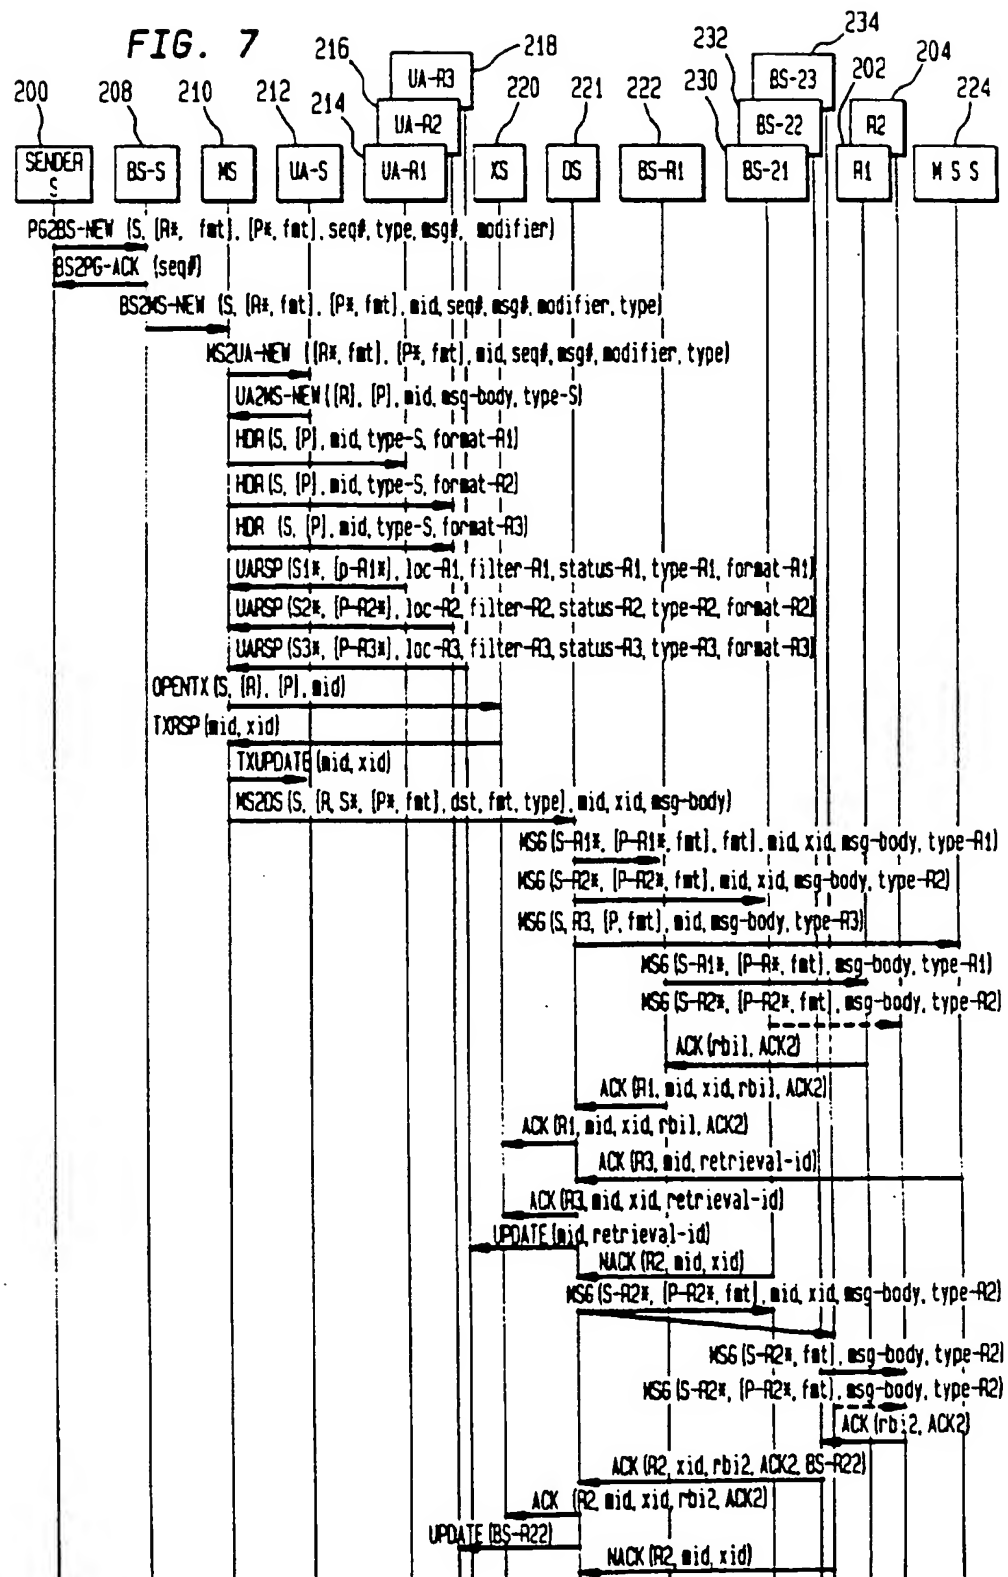 FIG. 7
216
218
232
234
200
208
210
212
214
220
221
222
230
202
204
224
UA-R3
BS-23
UA-R2
BS-22
R2
SENDER S
BS-S
MS
UA-S
UA-R1
XS
DS
BS-R1
BS-21
R1
M S S
PG2BS-NEW (S, [R*, fmt], [P*, fmt], seq#, type, msg#, modifier)
BS2PG-ACK (seq#)
BS2MS-NEW (S, [R*, fmt], [P*, fmt], mid, seq#, msg#, modifier, type)
MS2UA-NEW ([R*, fmt], [P*, fmt], mid, seq#, msg#, modifier, type)
UA2MS-NEW ([R], [P], mid, msg-body, type-S)
HDR (S, [P], mid, type-S, format-R1)
HDR (S, [P], mid, type-S, format-R2)
HDR (S, [P], mid, type-S, format-R3)
UARSP (S1*, [p-R1*], loc-R1, filter-R1, status-R1, type-R1, format-R1)
UARSP (S2*, [P-R2*], loc-R2, filter-R2, status-R2, type-R2, format-R2)
UARSP (S3*, [P-R3*], loc-R3, filter-R3, status-R3, type-R3, format-R3)
OPENTX (S, [R], [P], mid)
TXRSP (mid, xid)
TXUPDATE (mid, xid)
MS2DS (S, [R, S*, [P*, fmt], dst, fmt, type], mid, xid, msg-body)
MSG (S-R1*, [P-R1*, fmt], fmt], mid, xid, msg-body, type-R1)
MSG (S-R2*, [P-R2*, fmt], mid, xid, msg-body, type-R2)
MSG (S, R3, [P, fmt], mid, msg-body, type-R3)
MSG (S-R1*, [P-R*, fmt], msg-body, type-R1)
MSG (S-R2*, [P-R2*, fmt], msg-body, type-R2)
ACK (rbi1, ACK2)
ACK (R1, mid, xid, rbi1, ACK2)
ACK (R1, mid, xid, rbi1, ACK2)
ACK (R3, mid, retrieval-id)
ACK (R3, mid, xid, retrieval-id)
UPDATE (mid, retrieval-id)
NACK (R2, mid, xid)
MSG (S-R2*, [P-R2*, fmt], mid, xid, msg-body, type-R2)
MSG (S-R2*, fmt], msg-body, type-R2)
MSG (S-R2*, [P-R2*, fmt], msg-body, type-R2)
ACK (rbi2, ACK2)
ACK (R2, xid, rbi2, ACK2, BS-R22)
ACK (R2, mid, xid, rbi2, ACK2)
UPDATE (BS-R22)
NACK (R2, mid, xid)